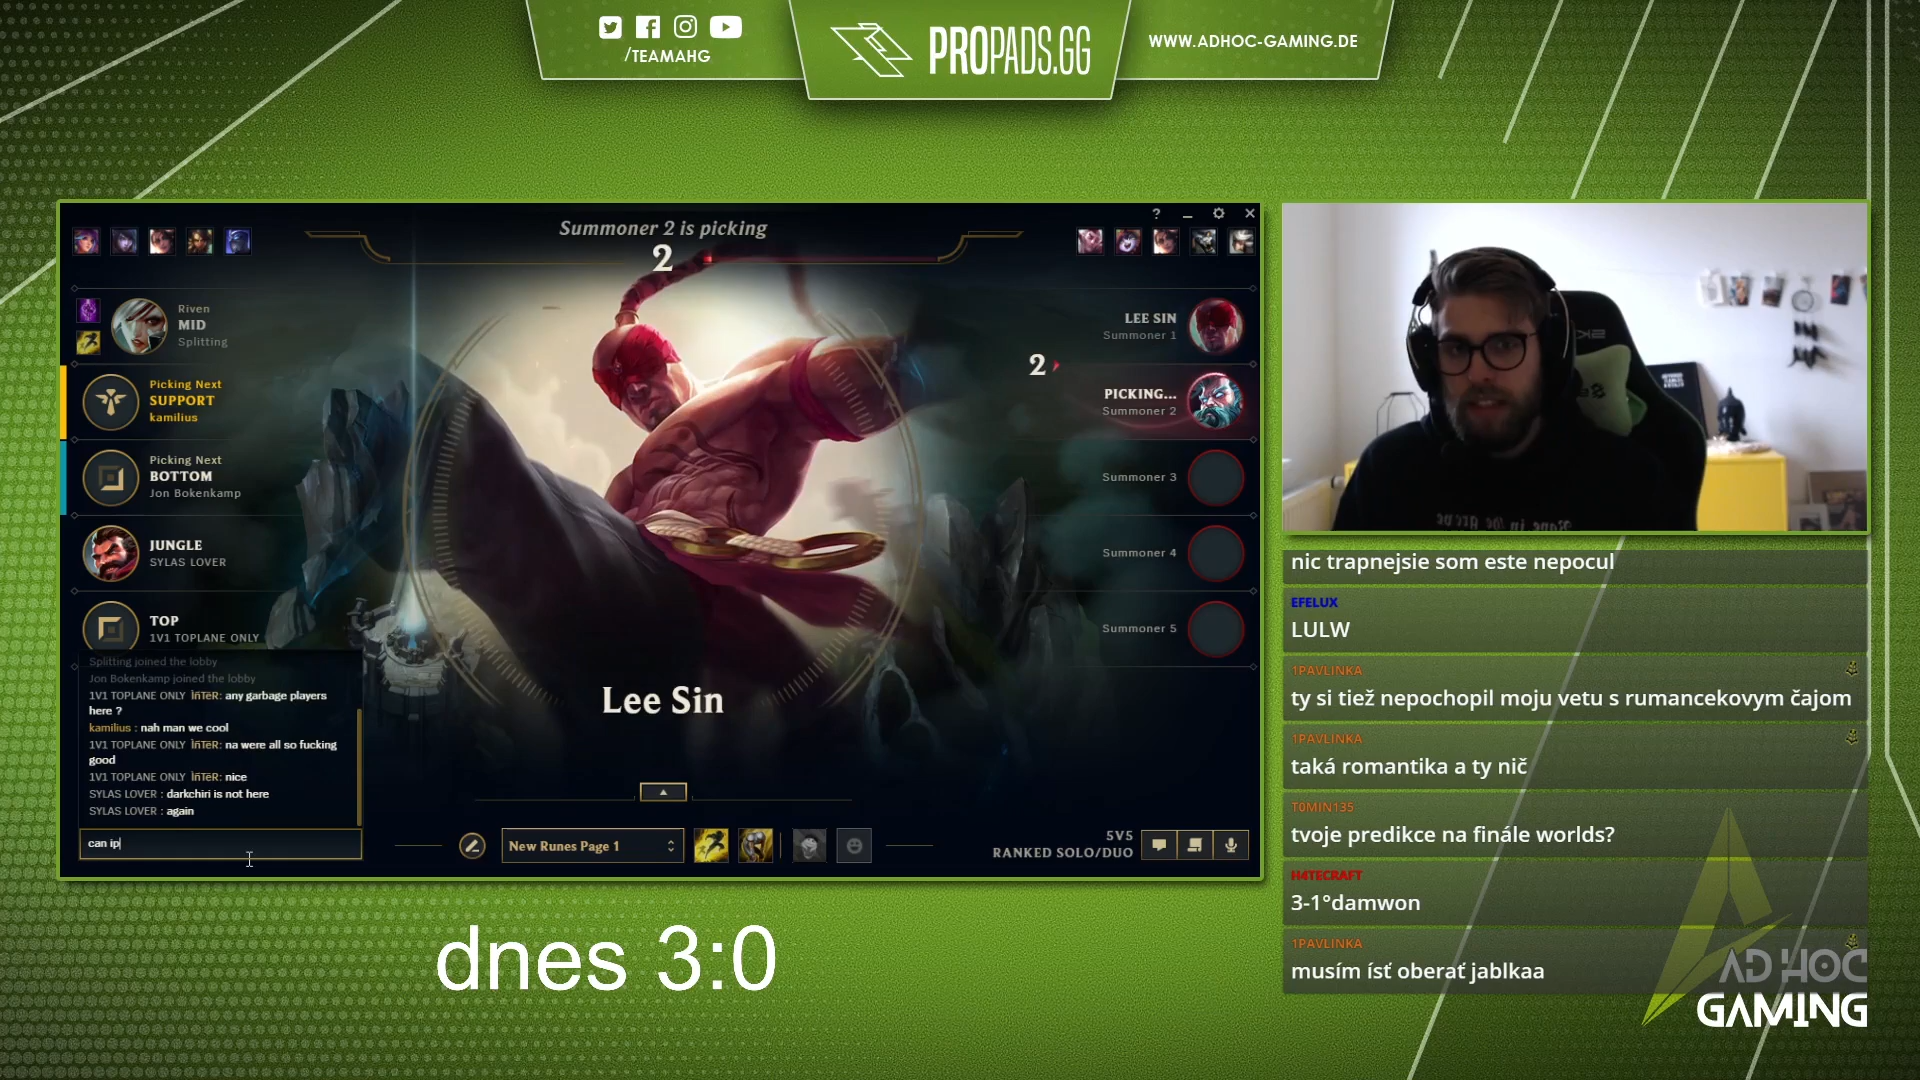 /TEAMAHG
PROPADS.GG
WWW.ADHOC-GAMING.DE
Summoner 2 is picking
2
?
Riven
MID
Splitting
Picking Next
SUPPORT
kamilius
Picking Next
BOTTOM
Jon Bokenkamp
JUNGLE
SYLAS LOVER
TOP
1V1 TOPLANE ONLY
LEE SIN
Summoner 1
2
PICKING...
Summoner 2
Summoner 3
Summoner 4
Summoner 5
Lee Sin
Splitting joined the lobby
Jon Bokenkamp joined the lobby
1V1 TOPLANE ONLY ÌñTëR: any garbage players
here ?
kamilius : nah man we cool
1V1 TOPLANE ONLY ÌñTëR: na were all so fucking
good
1V1 TOPLANE ONLY ÌñTëR: nice
SYLAS LOVER : darkchiri is not here
SYLAS LOVER : again
can ip
New Runes Page 1
5V5
RANKED SOLO/DUO
dnes 3:0
nic trapnejsie som este nepocul
EFELUX
LULW
1PAVLINKA
ty si tiež nepochopil moju vetu s rumancekovym čajom
1PAVLINKA
taká romantika a ty nič
T0MIN135
tvoje predikce na finále worlds?
H4TECRAFT
3-1°damwon
1PAVLINKA
musím ísť oberať jablkaa
AD HOC
GAMING